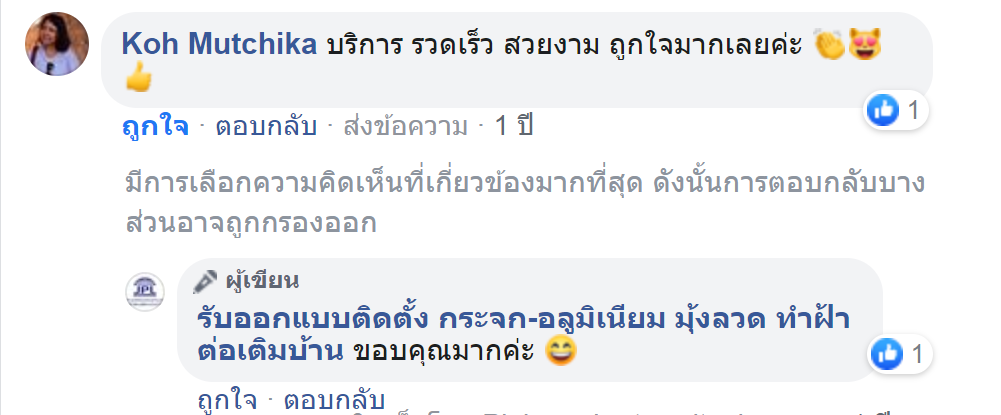 Koh Mutchika บริการ รวดเร็ว สวยงาม ถูกใจมากเลยค่ะ 👏😻
👍
1
ถูกใจ · ตอบกลับ · ส่งข้อความ · 1 ปี
มีการเลือกความคิดเห็นที่เกี่ยวข้องมากที่สุด ดังนั้นการตอบกลับบาง
ส่วนอาจถูกกรองออก
JPL
ผู้เขียน
รับออกแบบติดตั้ง กระจก-อลูมิเนียม มุ้งลวด ทำฝ้า
ต่อเติมบ้าน ขอบคุณมากค่ะ 😄
1
ถูกใจ · ตอบกลับ